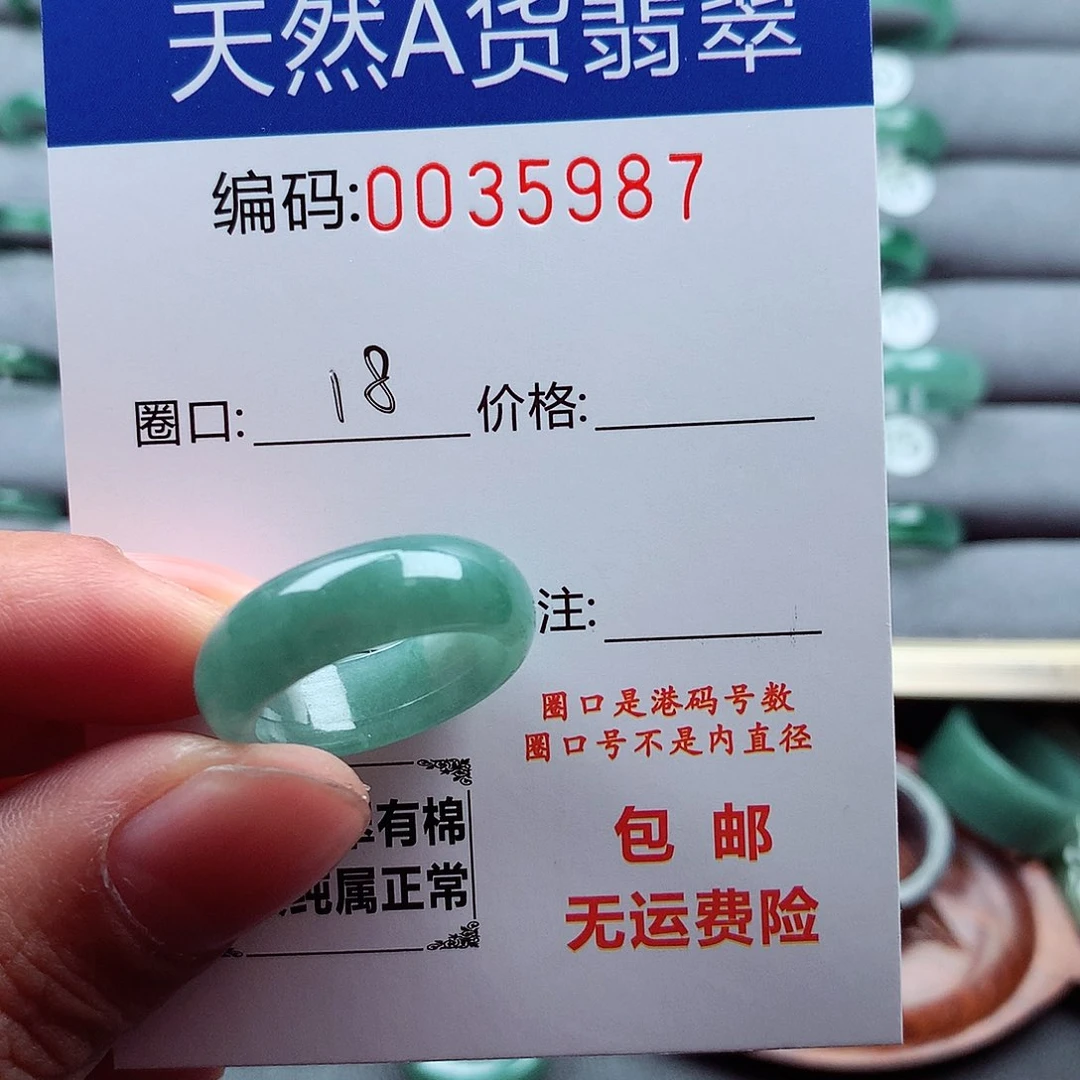 天然A货翡翠
编码:0035987
圈口: 18 价格:
注:
圈口是港码号数
圈口号不是内直径
有棉
纯属正常
包 邮
无运费险